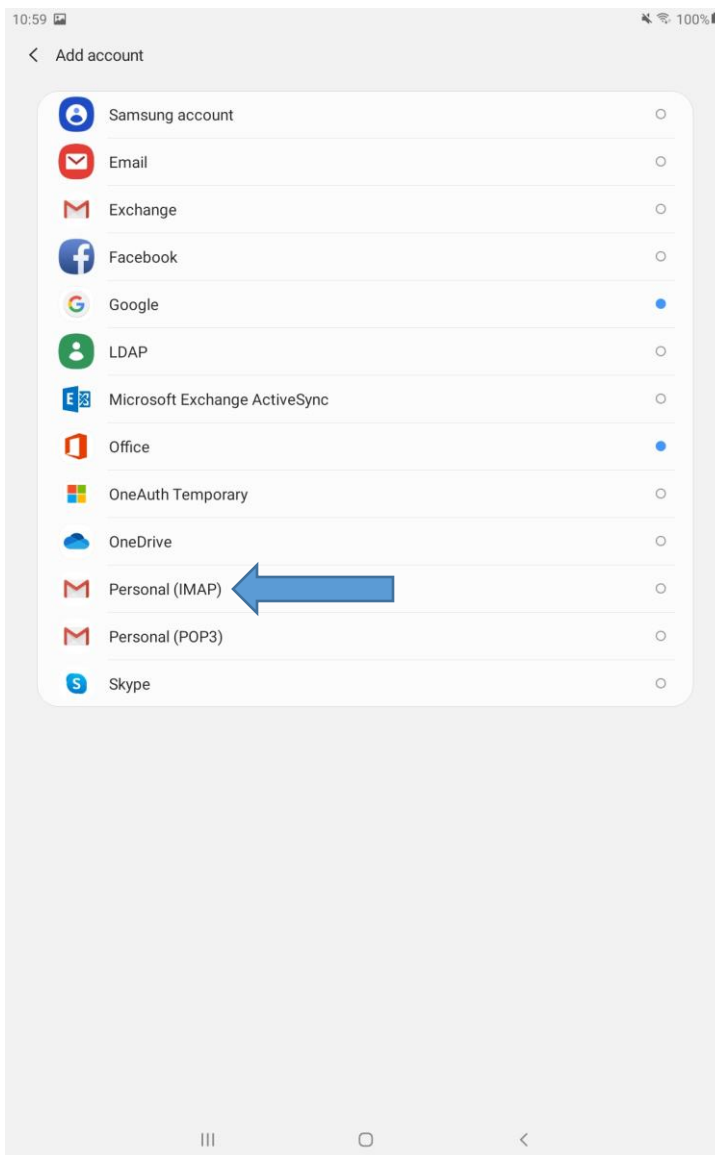 10:59 100%
Add account
Samsung account
Email
Exchange
Facebook
Google
LDAP
Microsoft Exchange ActiveSync
Office
OneAuth Temporary
OneDrive
Personal (IMAP)
Personal (POP3)
Skype